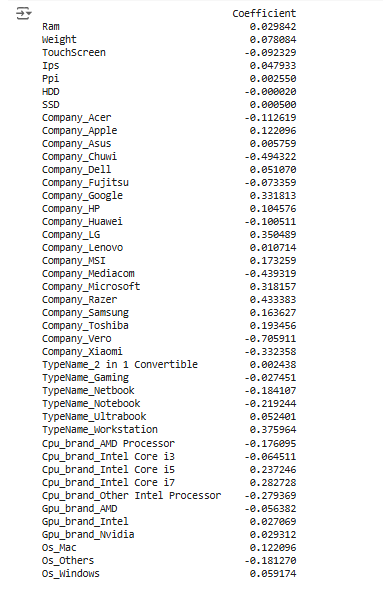 Coefficient
Ram 0.029842
Weight 0.078084
TouchScreen -0.092329
Ips 0.047933
Ppi 0.002550
HDD -0.000020
SSD 0.000500
Company_Acer -0.112619
Company_Apple 0.122096
Company_Asus 0.005759
Company_Chuwi -0.494322
Company_Dell 0.051070
Company_Fujitsu -0.073359
Company_Google 0.331813
Company_HP 0.104576
Company_Huawei -0.100511
Company_LG 0.350489
Company_Lenovo 0.010714
Company_MSI 0.173259
Company_Mediacom -0.439319
Company_Microsoft 0.318157
Company_Razer 0.433383
Company_Samsung 0.163627
Company_Toshiba 0.193456
Company_Vero -0.705911
Company_Xiaomi -0.332358
TypeName_2 in 1 Convertible 0.002438
TypeName_Gaming -0.027451
TypeName_Netbook -0.184107
TypeName_Notebook -0.219244
TypeName_Ultrabook 0.052401
TypeName_Workstation 0.375964
Cpu_brand_AMD Processor -0.176095
Cpu_brand_Intel Core i3 -0.064511
Cpu_brand_Intel Core i5 0.237246
Cpu_brand_Intel Core i7 0.282728
Cpu_brand_Other Intel Processor -0.279369
Gpu_brand_AMD -0.056382
Gpu_brand_Intel 0.027069
Gpu_brand_Nvidia 0.029312
Os_Mac 0.122096
Os_Others -0.181270
Os_Windows 0.059174